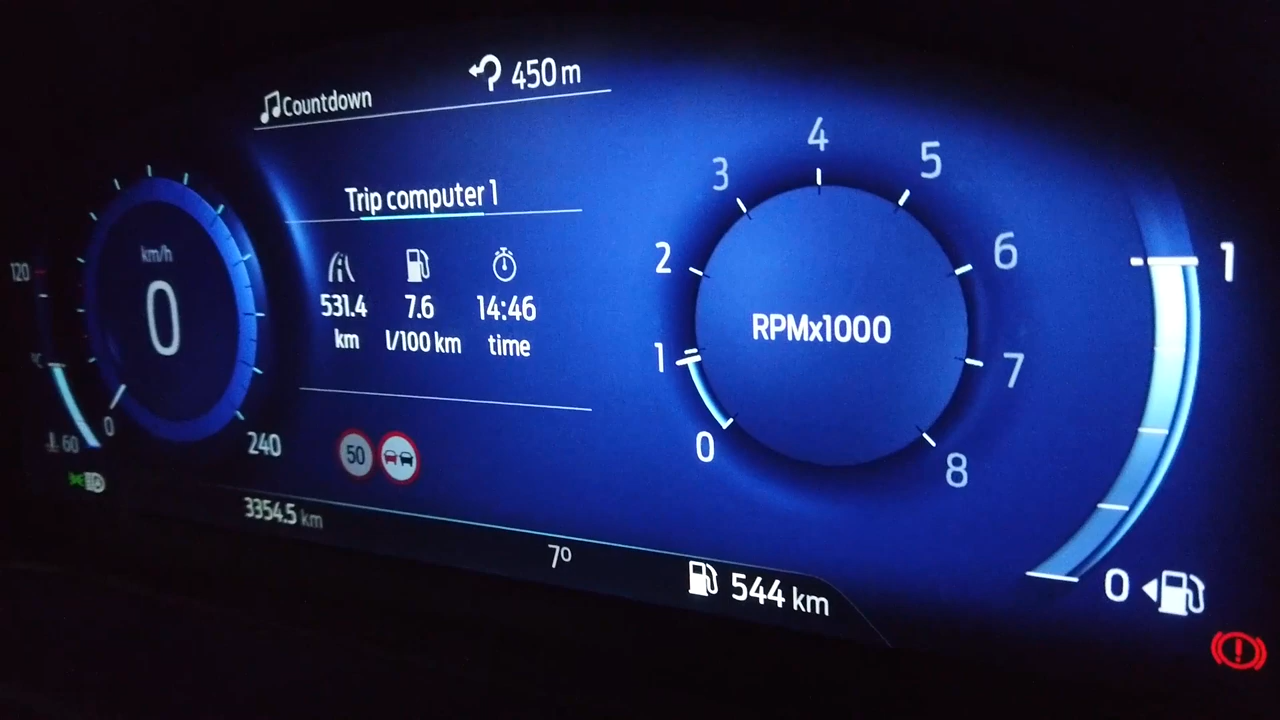 Countdown
450 m
Trip computer 1
531.4 km
7.6 l/100 km
14:46 time
km/h
0
0
240
120
60
50
3354.5 km
7º
544 km
RPMx1000
0
1
2
3
4
5
6
7
8
1
0